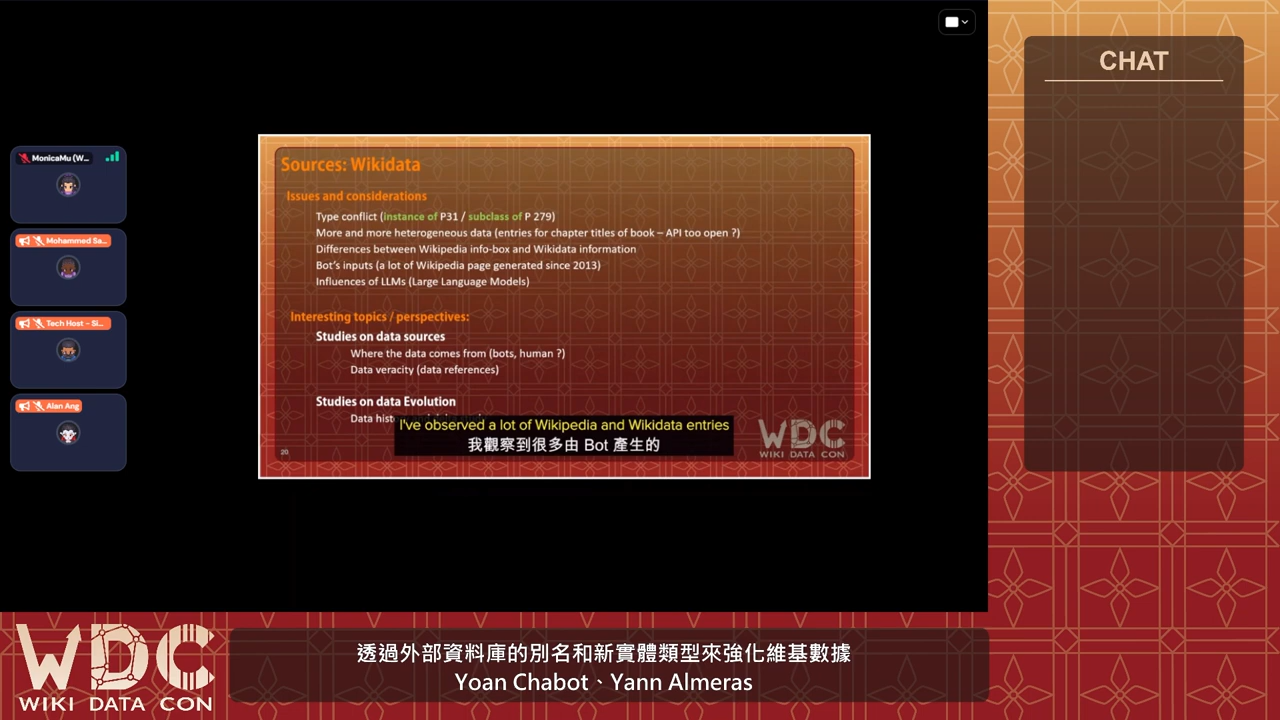 CHAT
MonicaMu (W...
Mohammed Sa...
Tech Host - Si...
Alan Ang
Sources: Wikidata
Issues and considerations
Type conflict (instance of P31 / subclass of P 279)
More and more heterogeneous data (entries for chapter titles of book – API too open ?)
Differences between Wikipedia info-box and Wikidata information
Bot's inputs (a lot of Wikipedia page generated since 2013)
Influences of LLMs (Large Language Models)
Interesting topics / perspectives:
Studies on data sources
Where the data comes from (bots, human ?)
Data veracity (data references)
Studies on data Evolution
Data
I've observed a lot of Wikipedia and Wikidata entries
我觀察到很多由 Bot 產生的
20
WDC
WIKI DATA CON
WDC
WIKI DATA CON
透過外部資料庫的別名和新實體類型來強化維基數據
Yoan Chabot、Yann Almeras